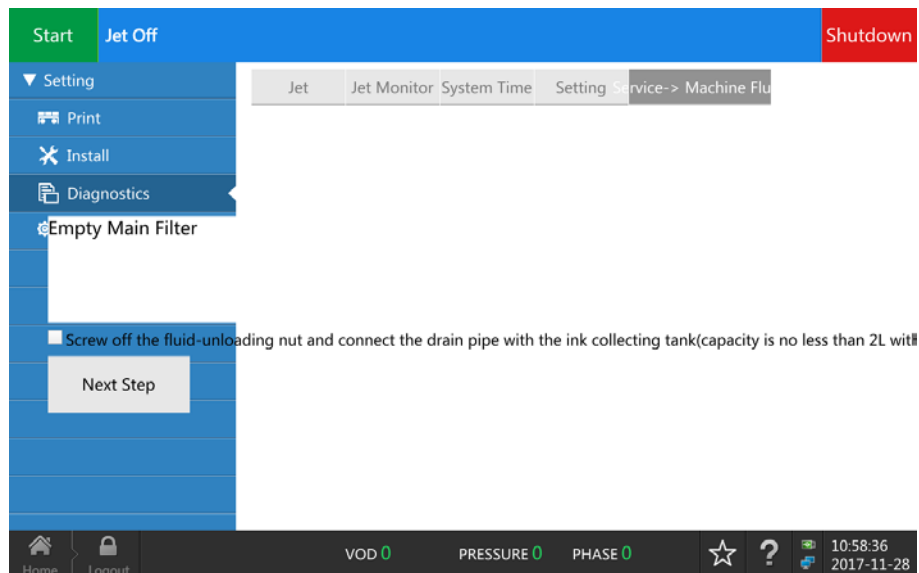 Start
Jet Off
Shutdown
Setting
Jet
Jet Monitor
System Time
Setting
Service-> Machine Flu
Print
Install
Diagnostics
Empty Main Filter
Screw off the fluid-unloading nut and connect the drain pipe with the ink collecting tank(capacity is no less than 2L with
Next Step
Home
Logout
VOD 0
PRESSURE 0
PHASE 0
?
10:58:36
2017-11-28